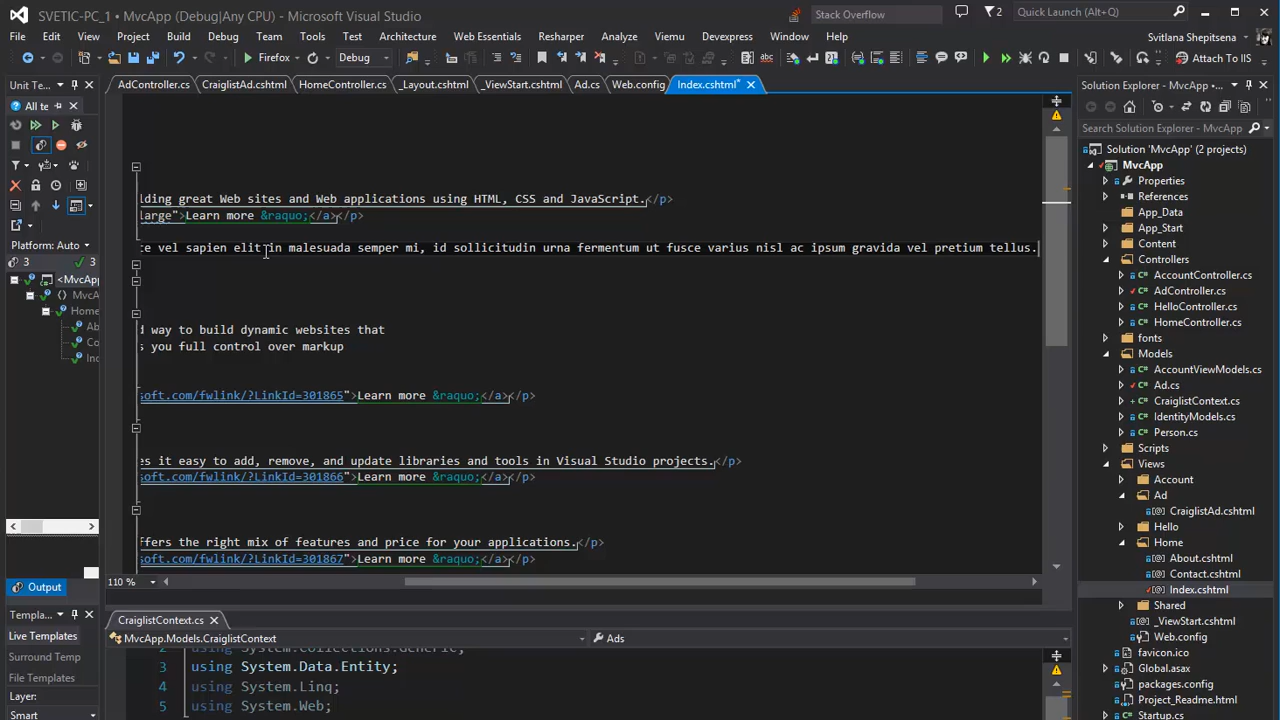 SVETIC-PC_1 ► MvcApp (Debug|Any CPU) - Microsoft Visual Studio
Stack Overflow
2
Quick Launch (Alt+Q)
File Edit View Project Build Debug Team Tools Test Architecture Web Essentials Resharper Analyze Viemu Devexpress Window Help
Svitlana Shepitsena
Firefox
Debug
Attach To IIS
Unit Te
AdController.cs CraiglistAd.cshtml HomeController.cs _Layout.cshtml _ViewStart.cshtml Ad.cs Web.config Index.cshtml*
Solution Explorer - MvcApp
All te
Search Solution Explorer - MvcApp
Solution 'MvcApp' (2 projects)
MvcApp
Properties
App_Data
App_Start
Content
Controllers
AccountController.cs
AdController.cs
HelloController.cs
HomeController.cs
fonts
Models
AccountViewModels.cs
Ad.cs
CraiglistContext.cs
IdentityModels.cs
Person.cs
Scripts
Views
Account
Ad
CraiglistAd.cshtml
Hello
Home
About.cshtml
Contact.cshtml
Index.cshtml
Shared
_ViewStart.cshtml
Web.config
favicon.ico
Global.asax
packages.config
Project_Readme.html
Startup.cs
Platform: Auto
3 3
<MvcApp
MvcA
Home
Ab
Co
Ind
lding great Web sites and Web applications using HTML, CSS and JavaScript.</p>
large">Learn more &raquo;</a></p>
ce vel sapien elit in malesuada semper mi, id sollicitudin urna fermentum ut fusce varius nisl ac ipsum gravida vel pretium tellus.
d way to build dynamic websites that
s you full control over markup
soft.com/fwlink/?LinkId=301865">Learn more &raquo;</a></p>
es it easy to add, remove, and update libraries and tools in Visual Studio projects.</p>
soft.com/fwlink/?LinkId=301866">Learn more &raquo;</a></p>
ffers the right mix of features and price for your applications.</p>
soft.com/fwlink/?LinkId=301867">Learn more &raquo;</a></p>
110 %
Output
Templa
Live Templates
Surround Temp
File Templates
Layer:
Smart
CraiglistContext.cs
MvcApp.Models.CraiglistContext
Ads
2 using System.Collections.Generic;
3 using System.Data.Entity;
4 using System.Linq;
5 using System.Web;